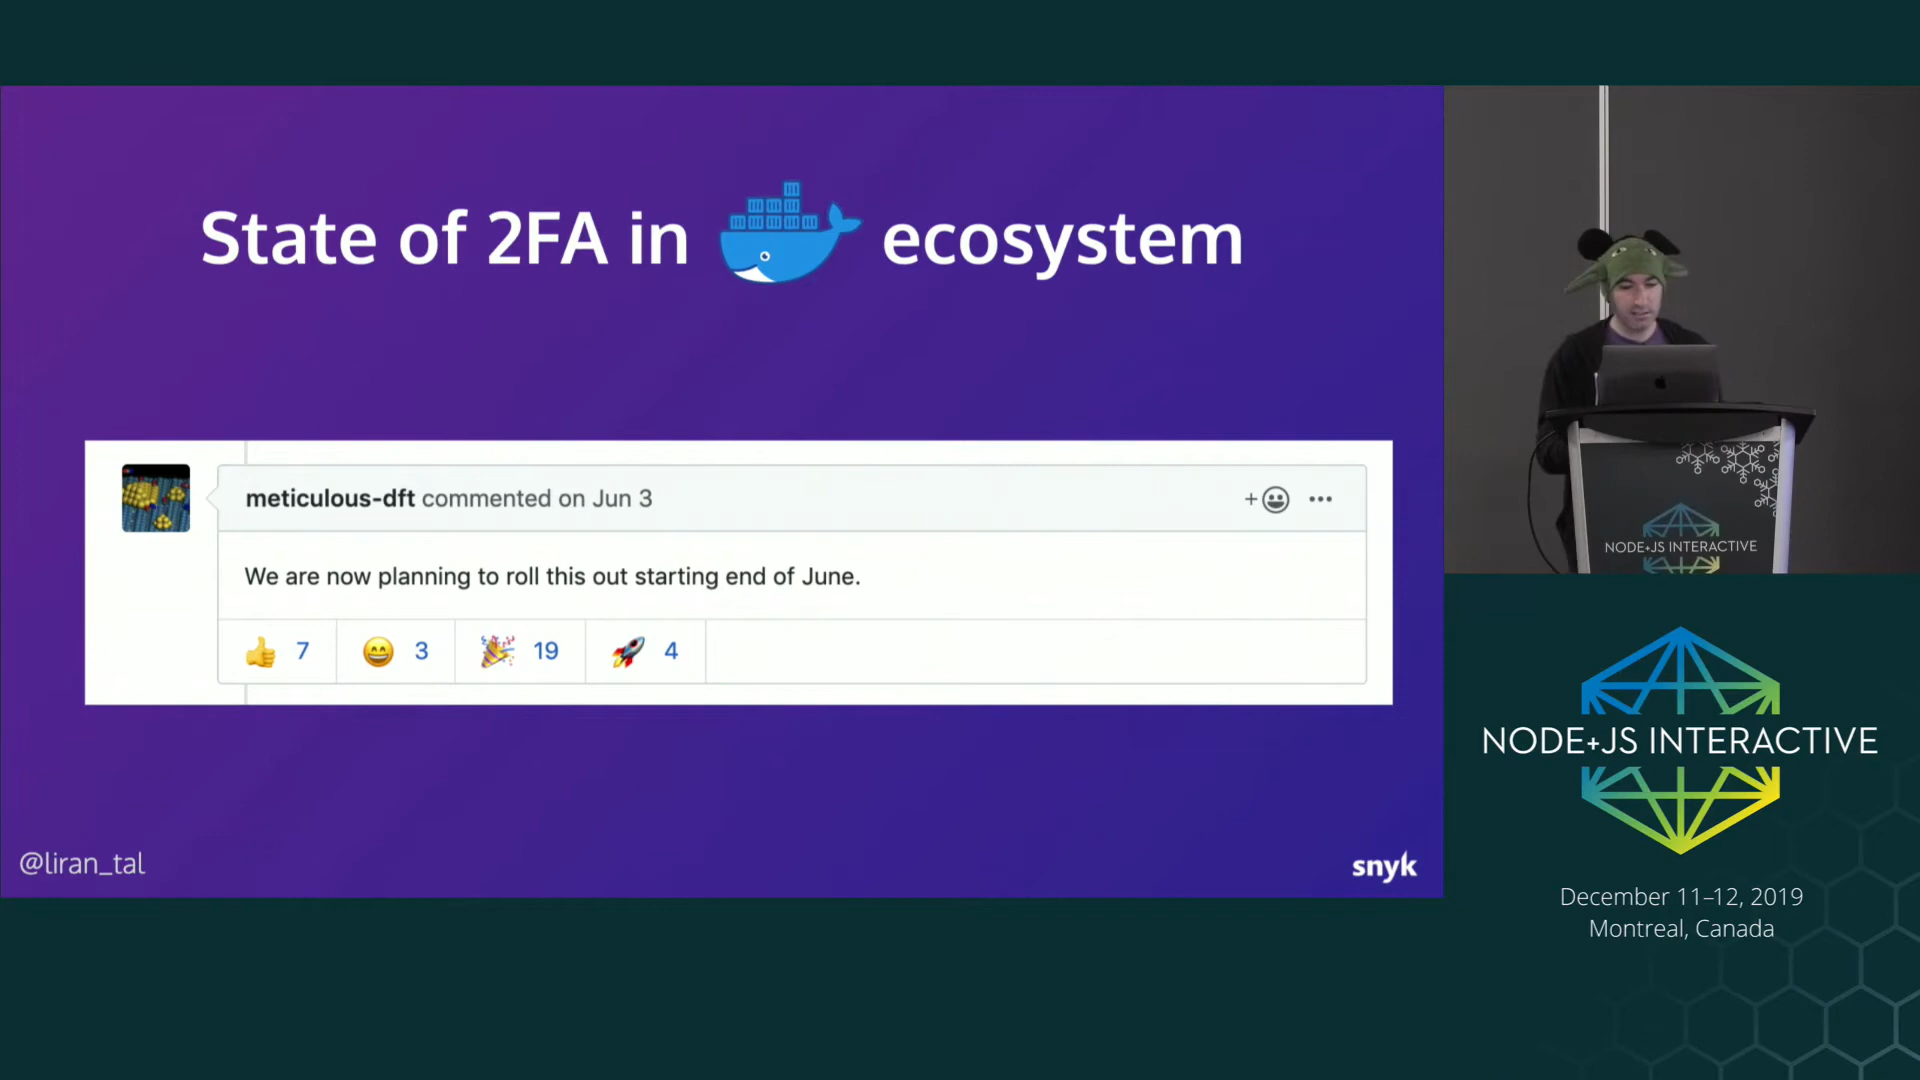 State of 2FA in ecosystem
meticulous-dft commented on Jun 3
We are now planning to roll this out starting end of June.
7 3 19 4
@liran_tal
snyk
NODE+JS INTERACTIVE
NODE+JS INTERACTIVE
December 11–12, 2019
Montreal, Canada